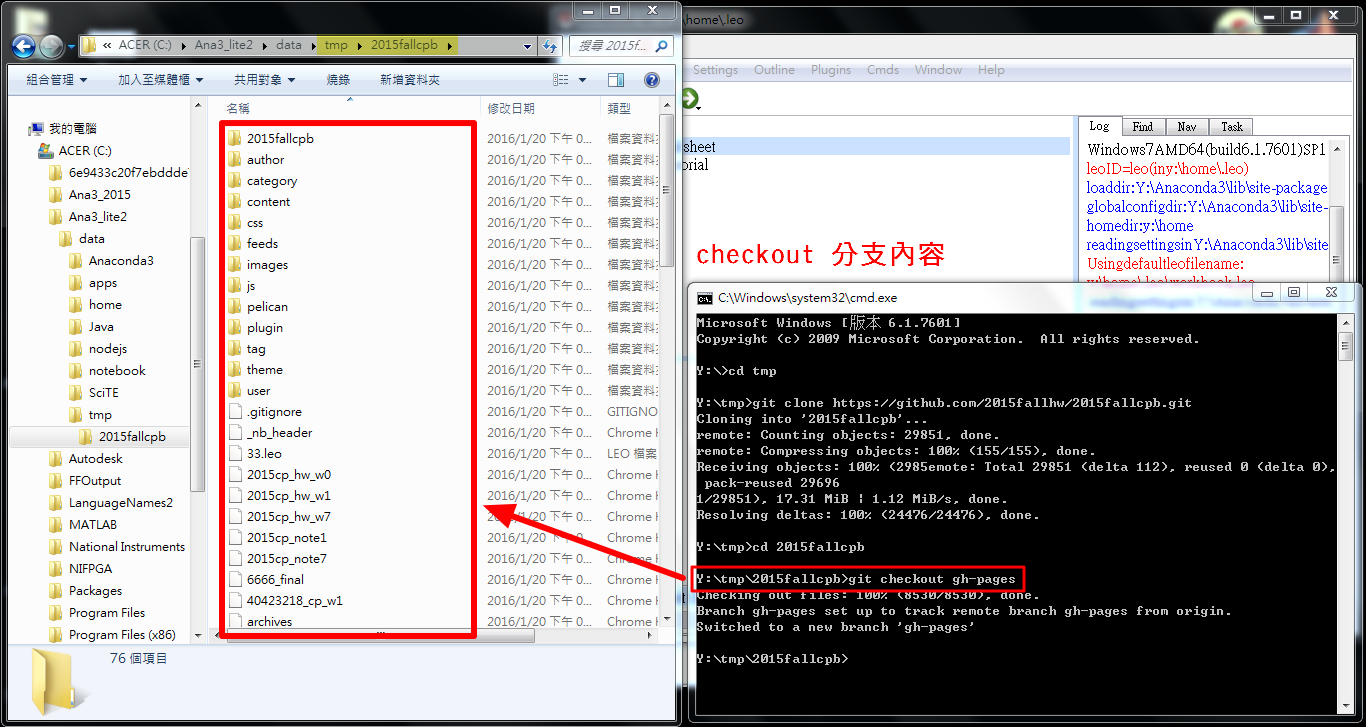 « ACER (C:) ▸ Ana3_lite2 ▸ data ▸ tmp ▸ 2015fallcpb ▸
搜尋 2015f...
組合管理 ▼ 加入至媒體櫃 ▼ 共用對象 ▼ 燒錄 新增資料夾
我的電腦
ACER (C:)
6e9433c20f7ebddde
Ana3_2015
Ana3_lite2
data
Anaconda3
apps
home
Java
nodejs
notebook
SciTE
tmp
2015fallcpb
Autodesk
FFOutput
LanguageNames2
MATLAB
National Instruments
NIFPGA
Packages
Program Files
Program Files (x86)
名稱 修改日期 類型
2015fallcpb 2016/1/20 下午 0... 檔案資料
author 2016/1/20 下午 0... 檔案資料
category 2016/1/20 下午 0... 檔案資料
content 2016/1/20 下午 0... 檔案資料
css 2016/1/20 下午 0... 檔案資料
feeds 2016/1/20 下午 0... 檔案資料
images 2016/1/20 下午 0... 檔案資料
js 2016/1/20 下午 0... 檔案資料
pelican 2016/1/20 下午 0... 檔案資料
plugin 2016/1/20 下午 0... 檔案資料
tag 2016/1/20 下午 0... 檔案資料
theme 2016/1/20 下午 0... 檔案資料
user 2016/1/20 下午 0... 檔案資料
.gitignore 2016/1/20 下午 0... GITIGNO
_nb_header 2016/1/20 下午 0... Chrome
33.leo 2016/1/20 下午 0... LEO 檔案
2015cp_hw_w0 2016/1/20 下午 0... Chrome
2015cp_hw_w1 2016/1/20 下午 0... Chrome
2015cp_hw_w7 2016/1/20 下午 0... Chrome
2015cp_note1 2016/1/20 下午 0... Chrome
2015cp_note7 2016/1/20 下午 0... Chrome
6666_final 2016/1/20 下午 0... Chrome
40423218_cp_w1 2016/1/20 下午 0... Chrome
archives 2016/1/20 下午 0... Chrome
76 個項目
\home\.leo
Settings Outline Plugins Cmds Window Help
sheet
orial
Log Find Nav Task
Windows7AMD64(build6.1.7601)SP1
leoID=leo(iny:\home\.leo)
loaddir:Y:\Anaconda3\lib\site-package
globalconfigdir:Y:\Anaconda3\lib\site-
homedir:y:\home
readingsettingsinY:\Anaconda3\lib\site
Usingdefaultleofilename:
checkout 分支內容
C:\Windows\system32\cmd.exe
Microsoft Windows [版本 6.1.7601]
Copyright (c) 2009 Microsoft Corporation.  All rights reserved.
Y:\>cd tmp
Y:\tmp>git clone https://github.com/2015fallhw/2015fallcpb.git
Cloning into '2015fallcpb'...
remote: Counting objects: 29851, done.
remote: Compressing objects: 100% (155/155), done.
Receiving objects: 100% (2985emote: Total 29851 (delta 112), reused 0 (delta 0),
pack-reused 29696
1/29851), 17.31 MiB | 1.12 MiB/s, done.
Resolving deltas: 100% (24476/24476), done.
Y:\tmp>cd 2015fallcpb
Y:\tmp\2015fallcpb>git checkout gh-pages
Checking out files: 100% (8530/8530), done.
Branch gh-pages set up to track remote branch gh-pages from origin.
Switched to a new branch 'gh-pages'
Y:\tmp\2015fallcpb>